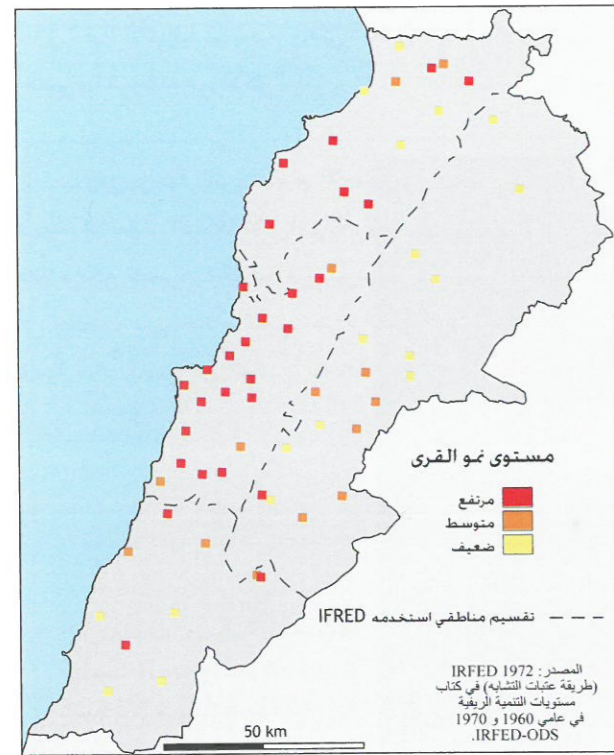 مستوى نمو القرى
مرتفع
متوسط
ضعيف
تقسيم مناطقي استخدمه IFRED
المصدر: IRFED 1972
(طريقة عتبات التشابه) في كتاب
مستويات التنمية الريفية
في عامي 1960 و 1970
.IRFED-ODS
50 km